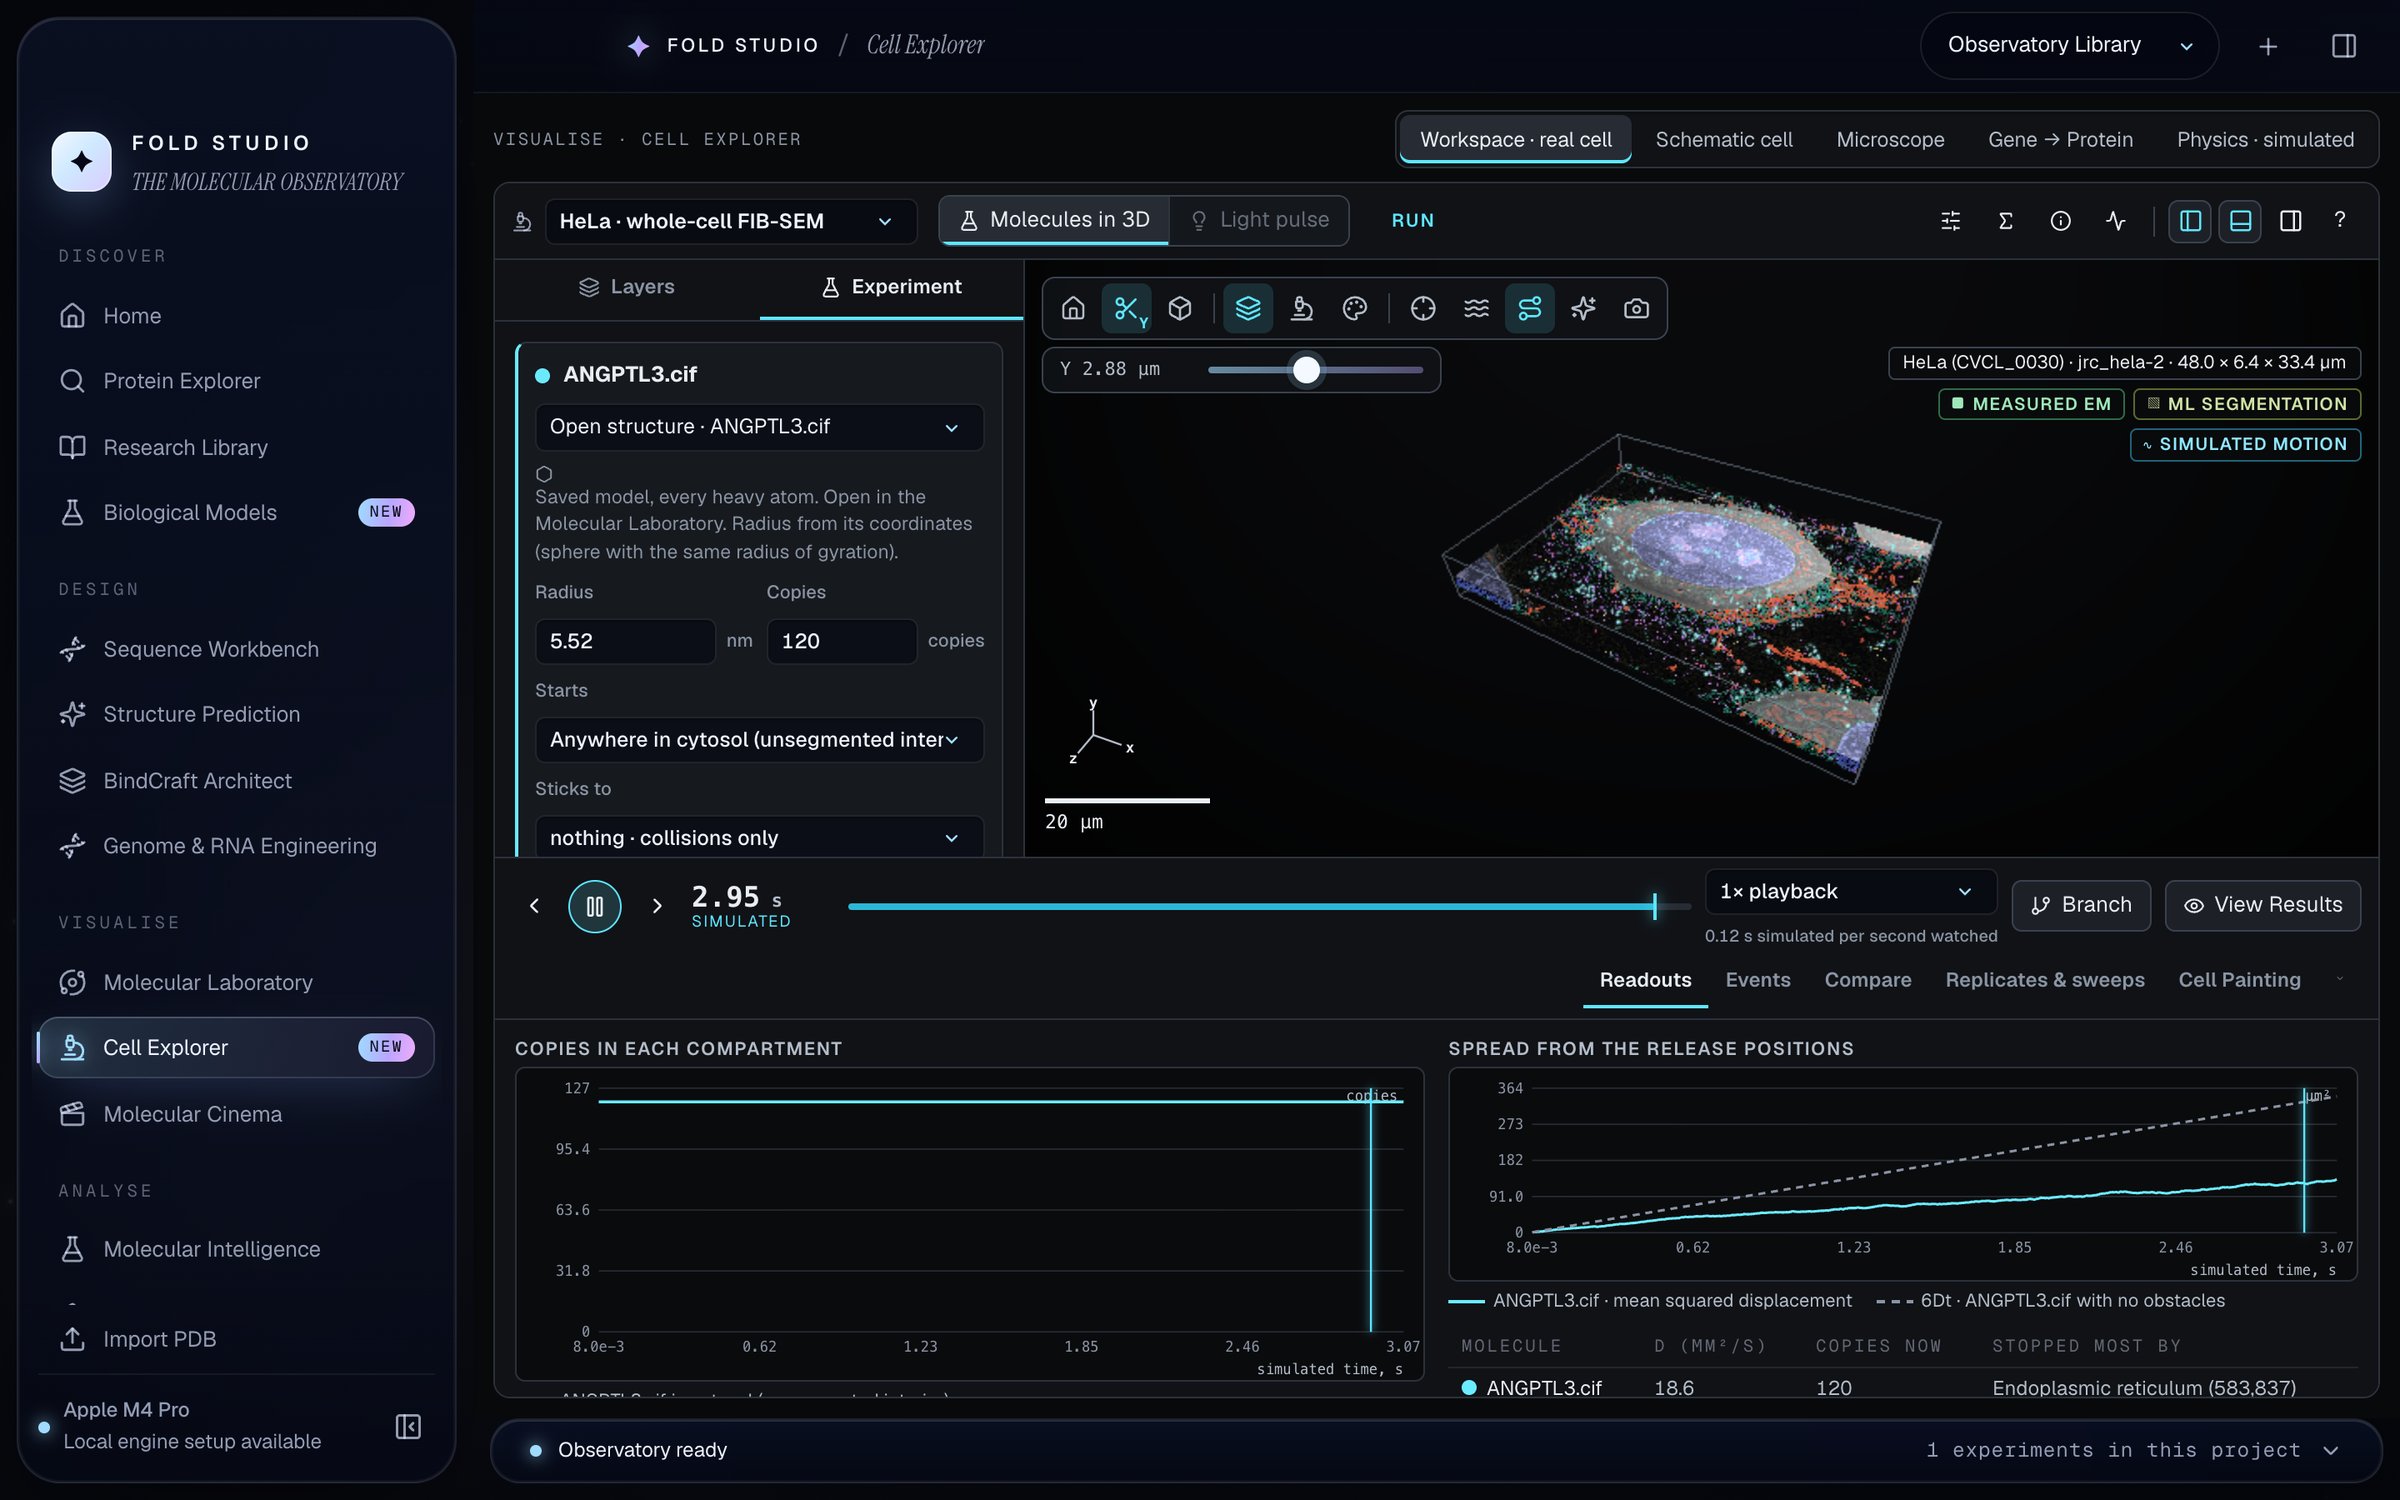 FOLD STUDIO
THE MOLECULAR OBSERVATORY
DISCOVER
Home
Protein Explorer
Research Library
Biological Models NEW
DESIGN
Sequence Workbench
Structure Prediction
BindCraft Architect
Genome & RNA Engineering
VISUALISE
Molecular Laboratory
Cell Explorer NEW
Molecular Cinema
ANALYSE
Molecular Intelligence
Import PDB
Apple M4 Pro
Local engine setup available
FOLD STUDIO / Cell Explorer
Observatory Library
VISUALISE · CELL EXPLORER
Workspace · real cell Schematic cell Microscope Gene → Protein Physics · simulated
HeLa · whole-cell FIB-SEM
Molecules in 3D Light pulse RUN
Σ ?
Layers Experiment
ANGPTL3.cif
Open structure · ANGPTL3.cif
Saved model, every heavy atom. Open in the
Molecular Laboratory. Radius from its coordinates
(sphere with the same radius of gyration).
Radius Copies
5.52 nm 120 copies
Starts
Anywhere in cytosol (unsegmented inter
Sticks to
nothing · collisions only
Y
Y 2.88 µm
HeLa (CVCL_0030) · jrc_hela-2 · 48.0 × 6.4 × 33.4 µm
MEASURED EM ML SEGMENTATION
SIMULATED MOTION
y
x
z
20 µm
2.95 s
SIMULATED
1× playback
0.12 s simulated per second watched
Branch View Results
Readouts Events Compare Replicates & sweeps Cell Painting
COPIES IN EACH COMPARTMENT
127
copies
95.4
63.6
31.8
0
8.0e-3 0.62 1.23 1.85 2.46 3.07
simulated time, s
SPREAD FROM THE RELEASE POSITIONS
364
µm²
273
182
91.0
0
8.0e-3 0.62 1.23 1.85 2.46 3.07
simulated time, s
ANGPTL3.cif · mean squared displacement 6Dt · ANGPTL3.cif with no obstacles
MOLECULE D (MM²/S) COPIES NOW STOPPED MOST BY
ANGPTL3.cif 18.6 120 Endoplasmic reticulum (583,837)
Observatory ready
1 experiments in this project